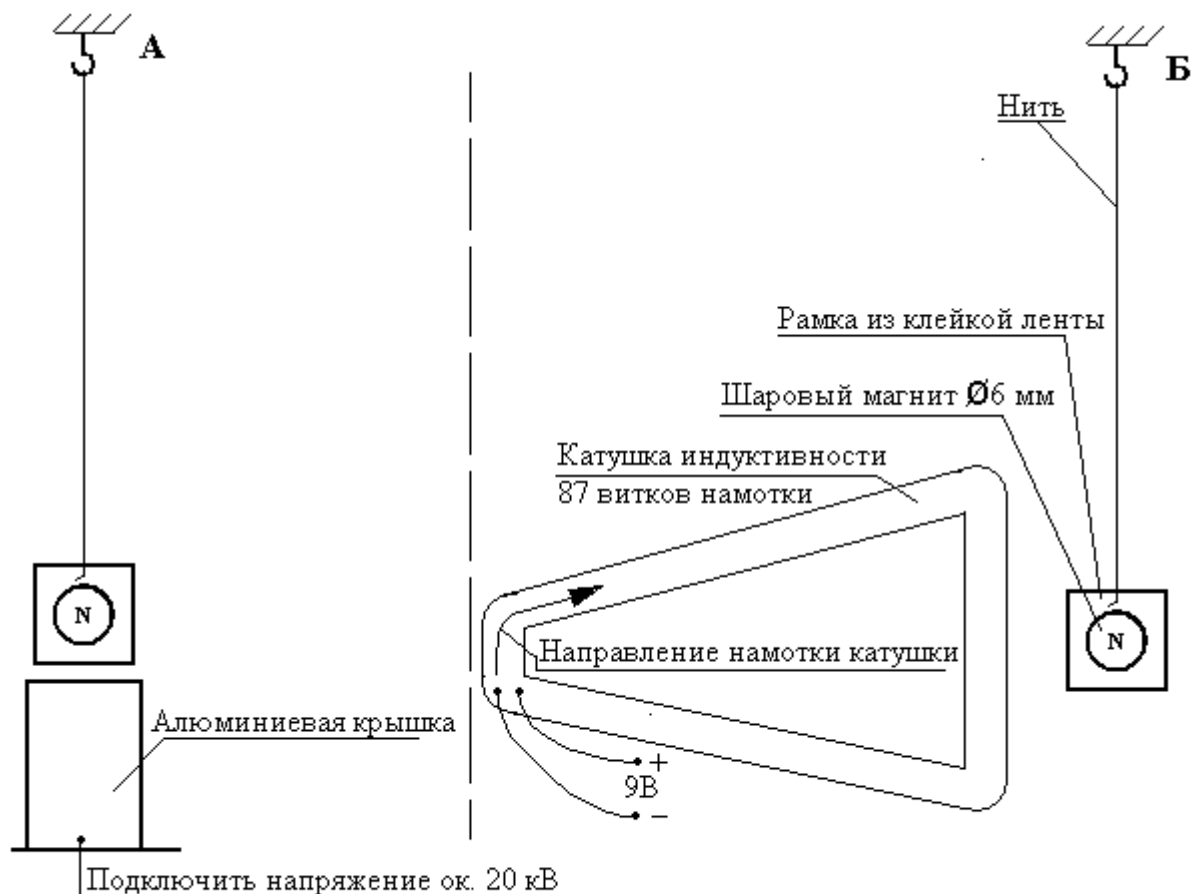 А
Б
Нить
Рамка из клейкой ленты
Шаровый магнит Ø6 мм
Катушка индуктивности
87 витков намотки
N
N
Направление намотки катушки
Алюминиевая крышка
+
9В
−
Подключить напряжение ок. 20 кВ